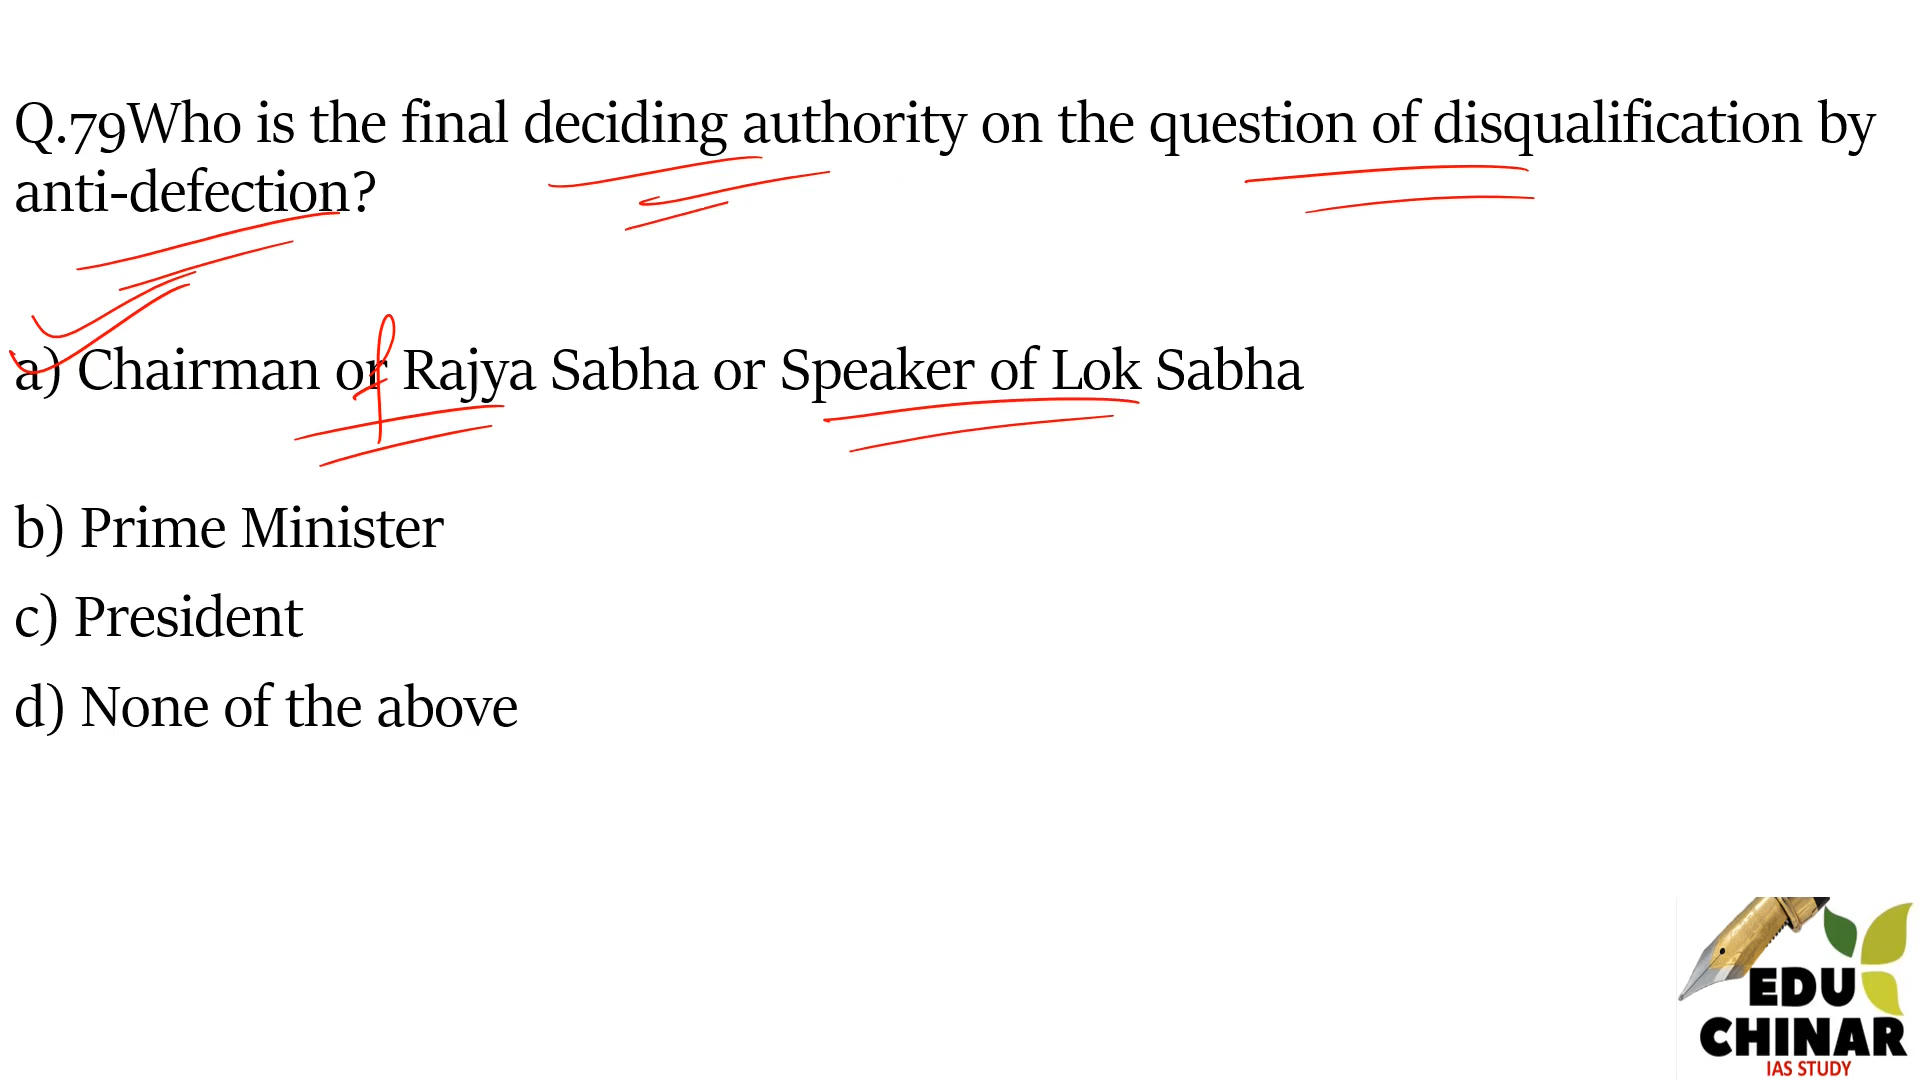 Q.79Who is the final deciding authority on the question of disqualification by
anti-defection?
a) Chairman of Rajya Sabha or Speaker of Lok Sabha
b) Prime Minister
c) President
d) None of the above
EDU
CHINAR
IAS STUDY